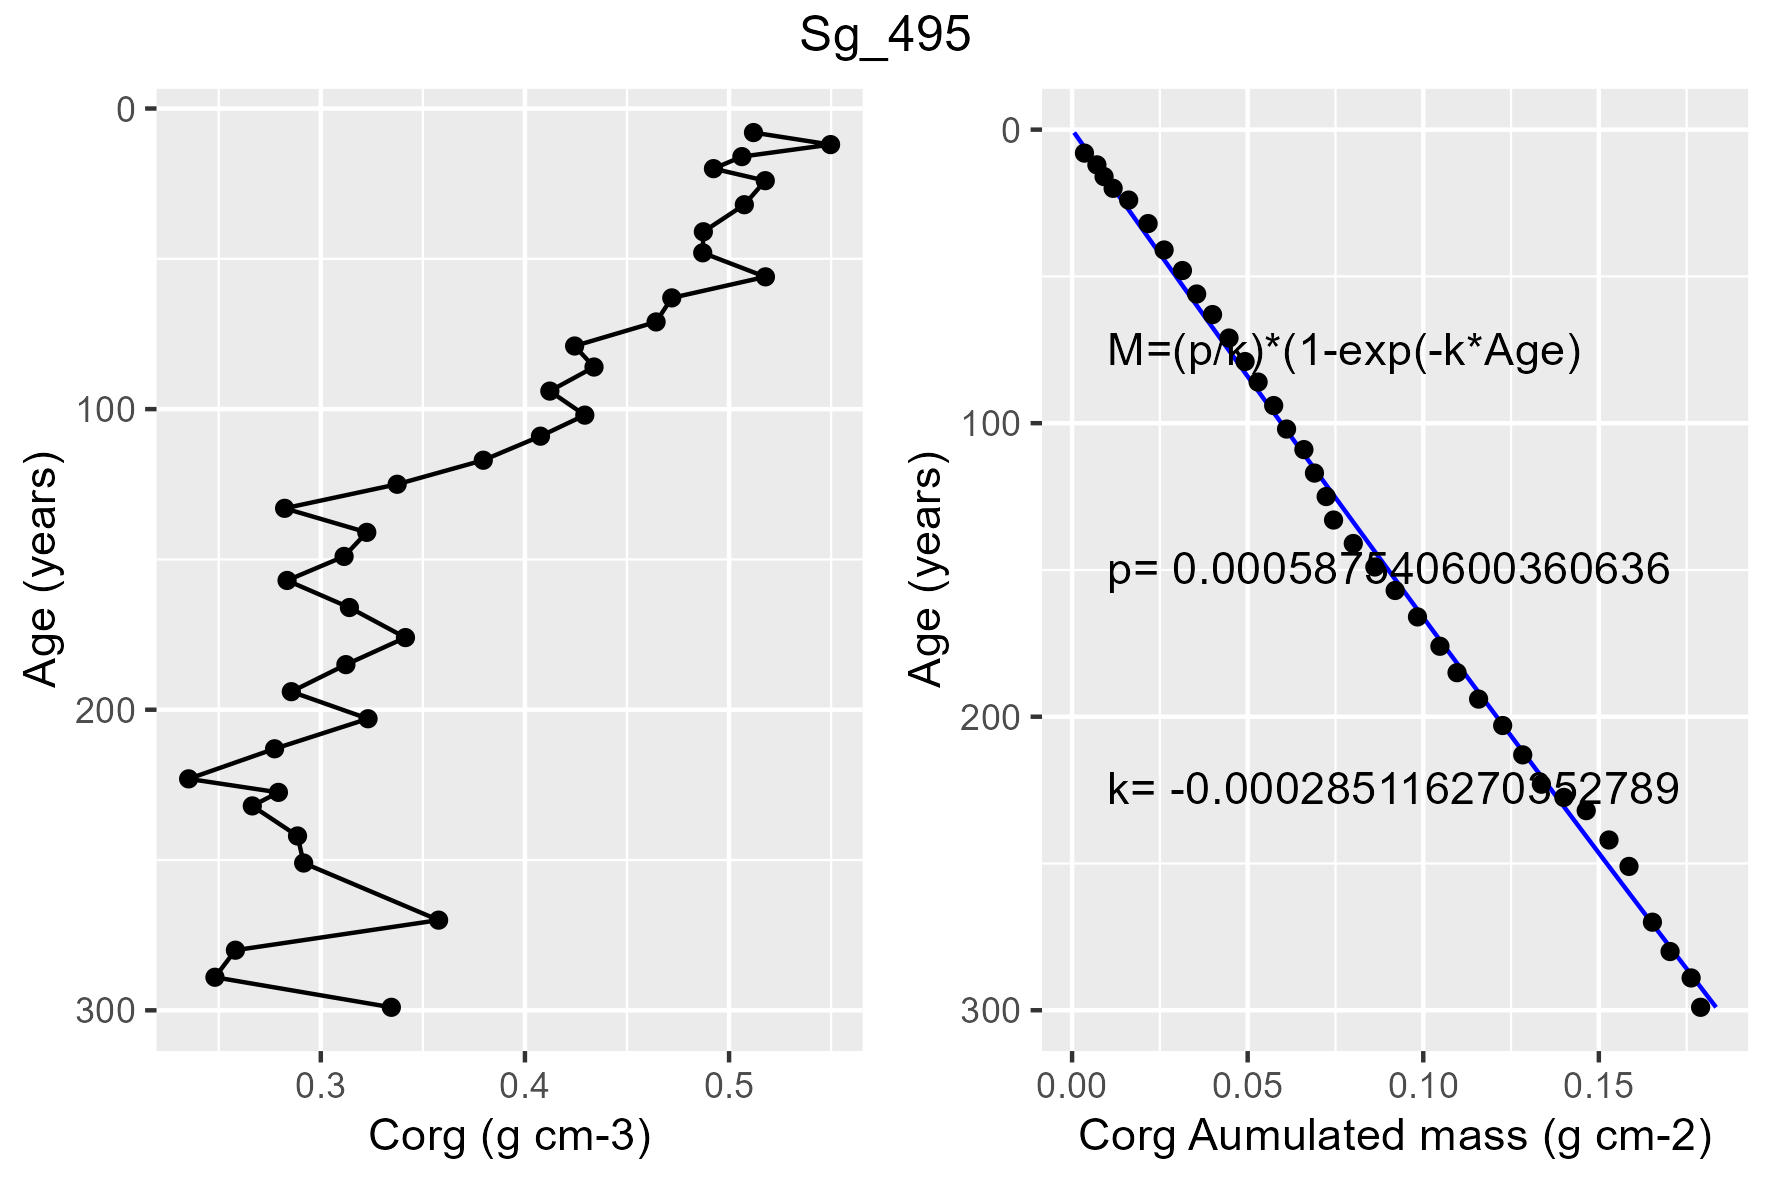 Sg_495
0
100
200
300
Age (years)
0.3
0.4
0.5
Corg (g cm-3)
0
100
200
300
Age (years)
M=(p/k)*(1-exp(-k*Age)
p= 0.000587540600360636
k= -0.000285116270352789
0.00
0.05
0.10
0.15
Corg Aumulated mass (g cm-2)